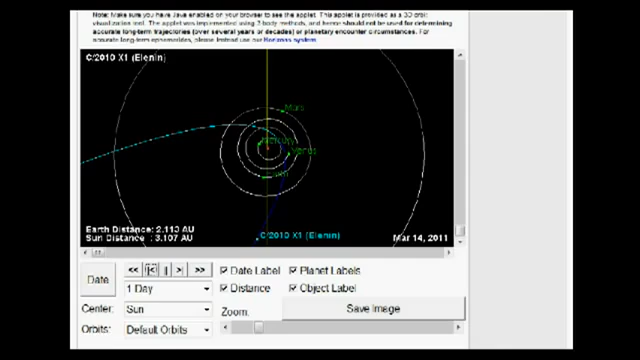 Note: Make sure you have Java enabled on your browser to see the applet. This applet is provided as a 3D orbit
visualization tool. The applet was implemented using 2-body methods, and hence should not be used for determining
accurate long-term trajectories (over several years or decades) or planetary encounter circumstances. For
accurate long-term ephemerides, please instead use our Horizons system.
C/2010 X1 (Elenin)
Mars
Mercury
Venus
Earth
Earth Distance: 2.113 AU
Sun Distance : 3.107 AU
C/2010 X1 (Elenin)
Mar 14, 2011
Date
<< |< || >| >>
Date Label
Planet Labels
1 Day
Distance
Object Label
Center:
Sun
Zoom:
Save Image
Orbits:
Default Orbits